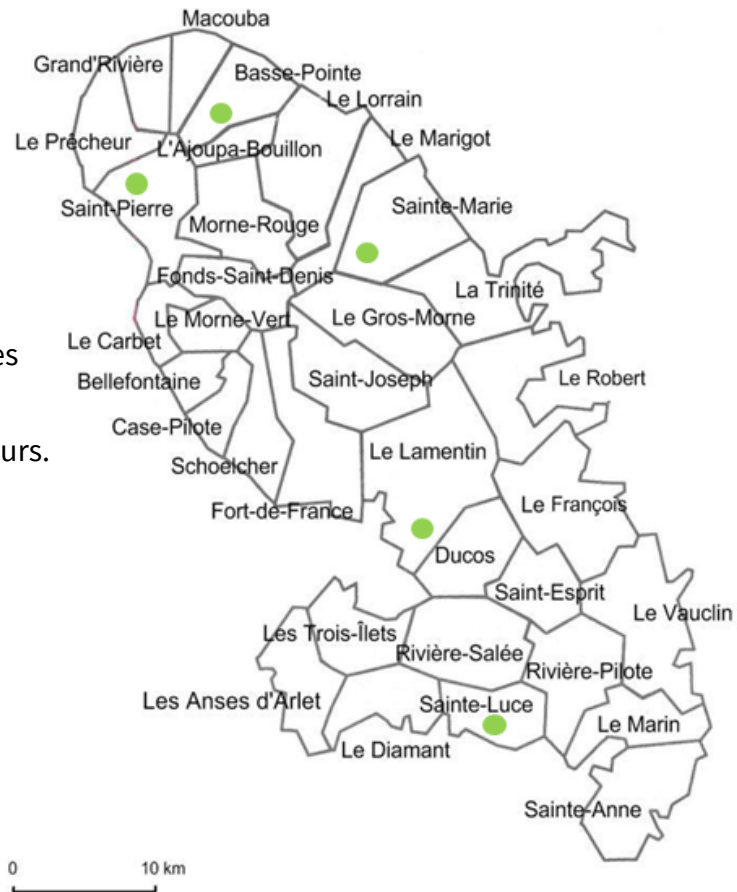 Macouba
Grand'Rivière
Basse-Pointe
Le Lorrain
Le Prêcheur
L'Ajoupa-Bouillon
Le Marigot
Saint-Pierre
Sainte-Marie
Morne-Rouge
Fonds-Saint-Denis
La Trinité
Le Morne-Vert
Le Gros-Morne
Le Carbet
es
Bellefontaine
Saint-Joseph
Le Robert
Case-Pilote
urs.
Le Lamentin
Schoelcher
Fort-de-France
Le François
Ducos
Saint-Esprit
Le Vauclin
Les Trois-Îlets
Rivière-Salée
Rivière-Pilote
Les Anses d'Arlet
Sainte-Luce
Le Marin
Le Diamant
Sainte-Anne
0 10 km